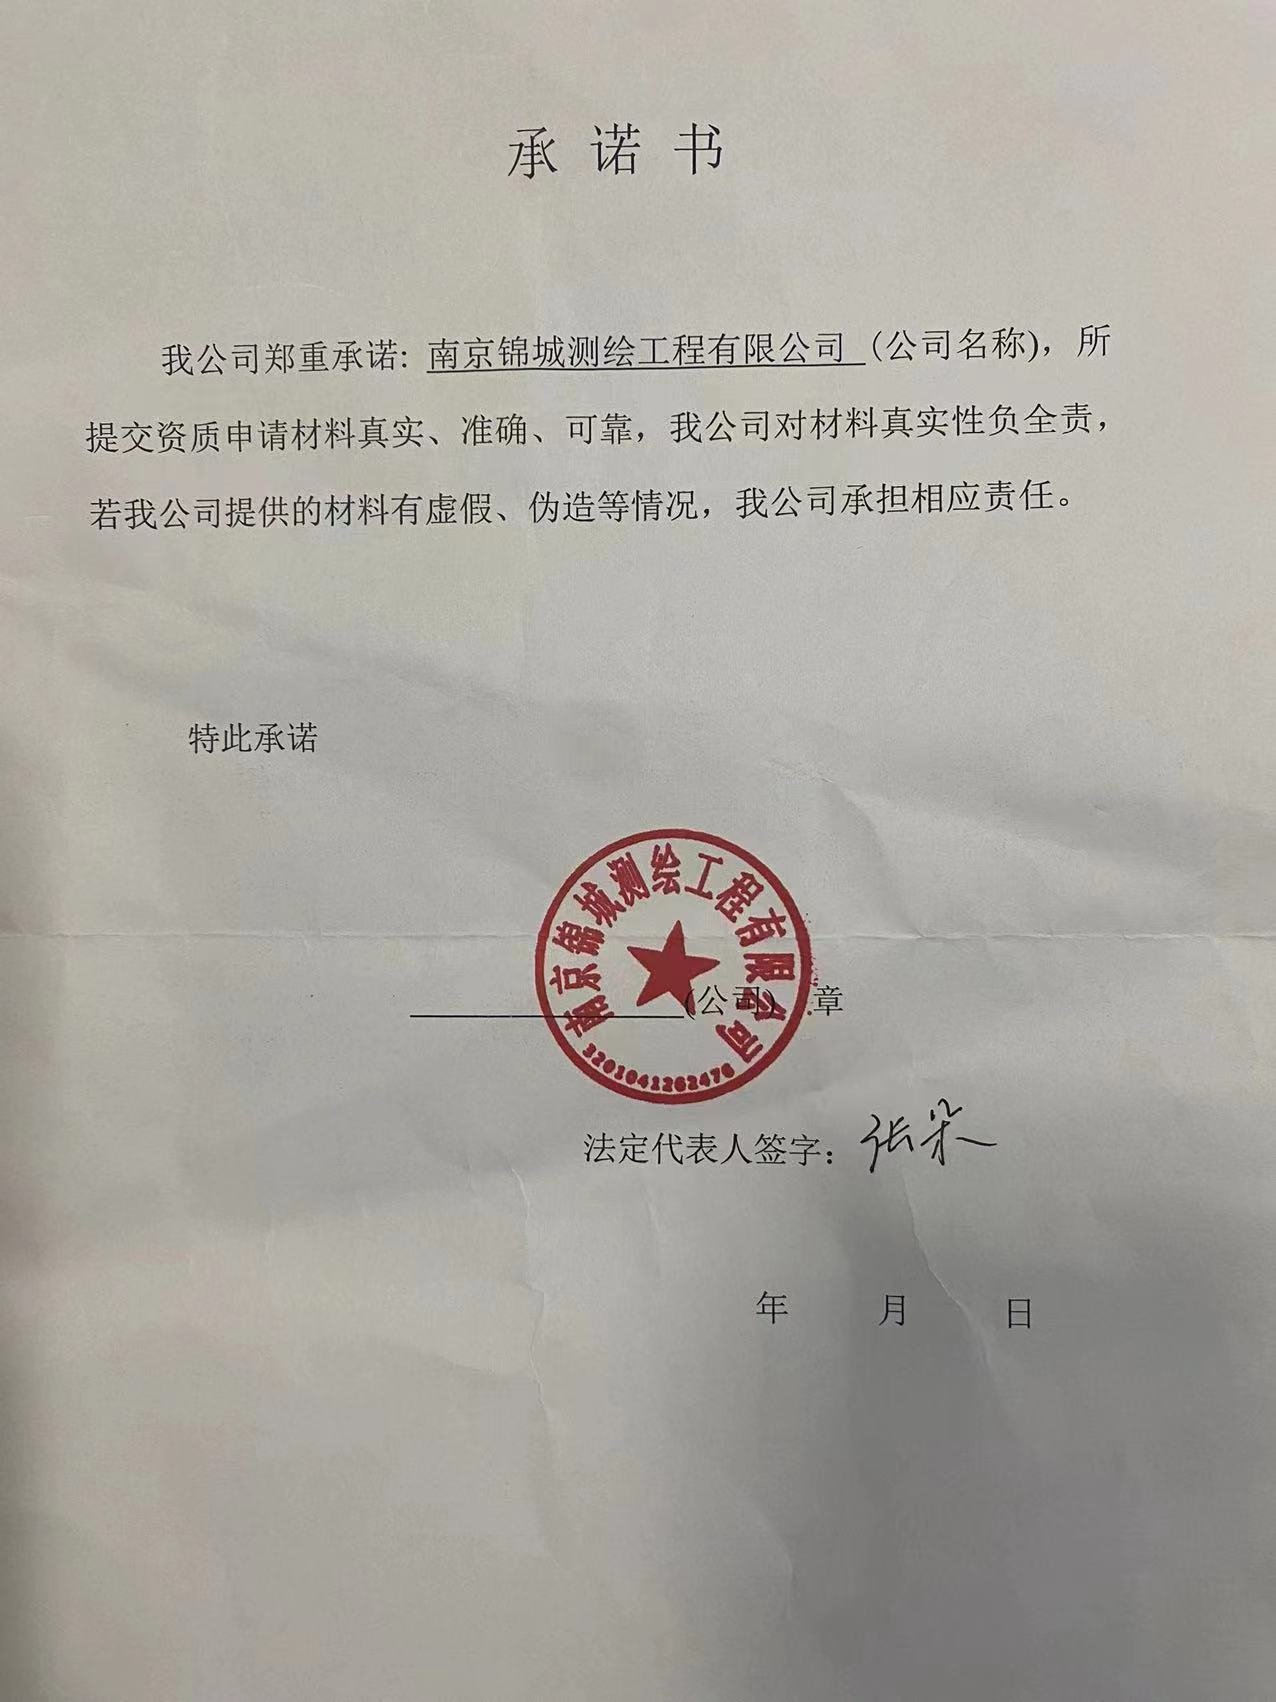 承诺书
我公司郑重承诺: 南京锦城测绘工程有限公司 (公司名称)，所
提交资质申请材料真实、准确、可靠，我公司对材料真实性负全责，
若我公司提供的材料有虚假、伪造等情况，我公司承担相应责任。
特此承诺
南京锦城测绘工程有限公司
(公司) 章
3201041262476
法定代表人签字: 张朵
年 月 日